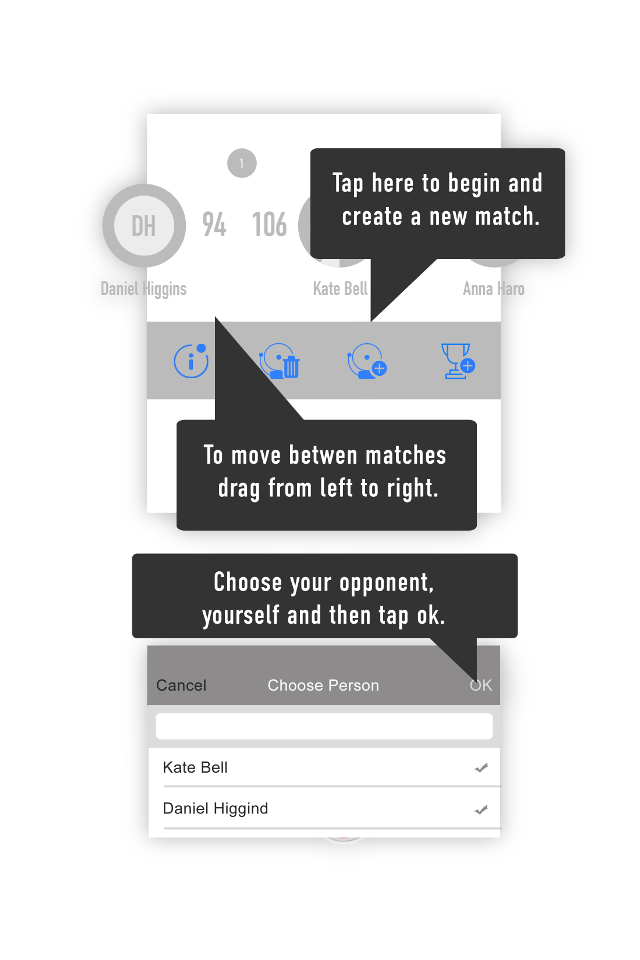 1
Tap here to begin and
create a new match.
DH
94
106
Daniel Higgins
Kate Bell
Anna Haro
To move betwen matches
drag from left to right.
Choose your opponent,
yourself and then tap ok.
Cancel
Choose Person
OK
Kate Bell
Daniel Higgind